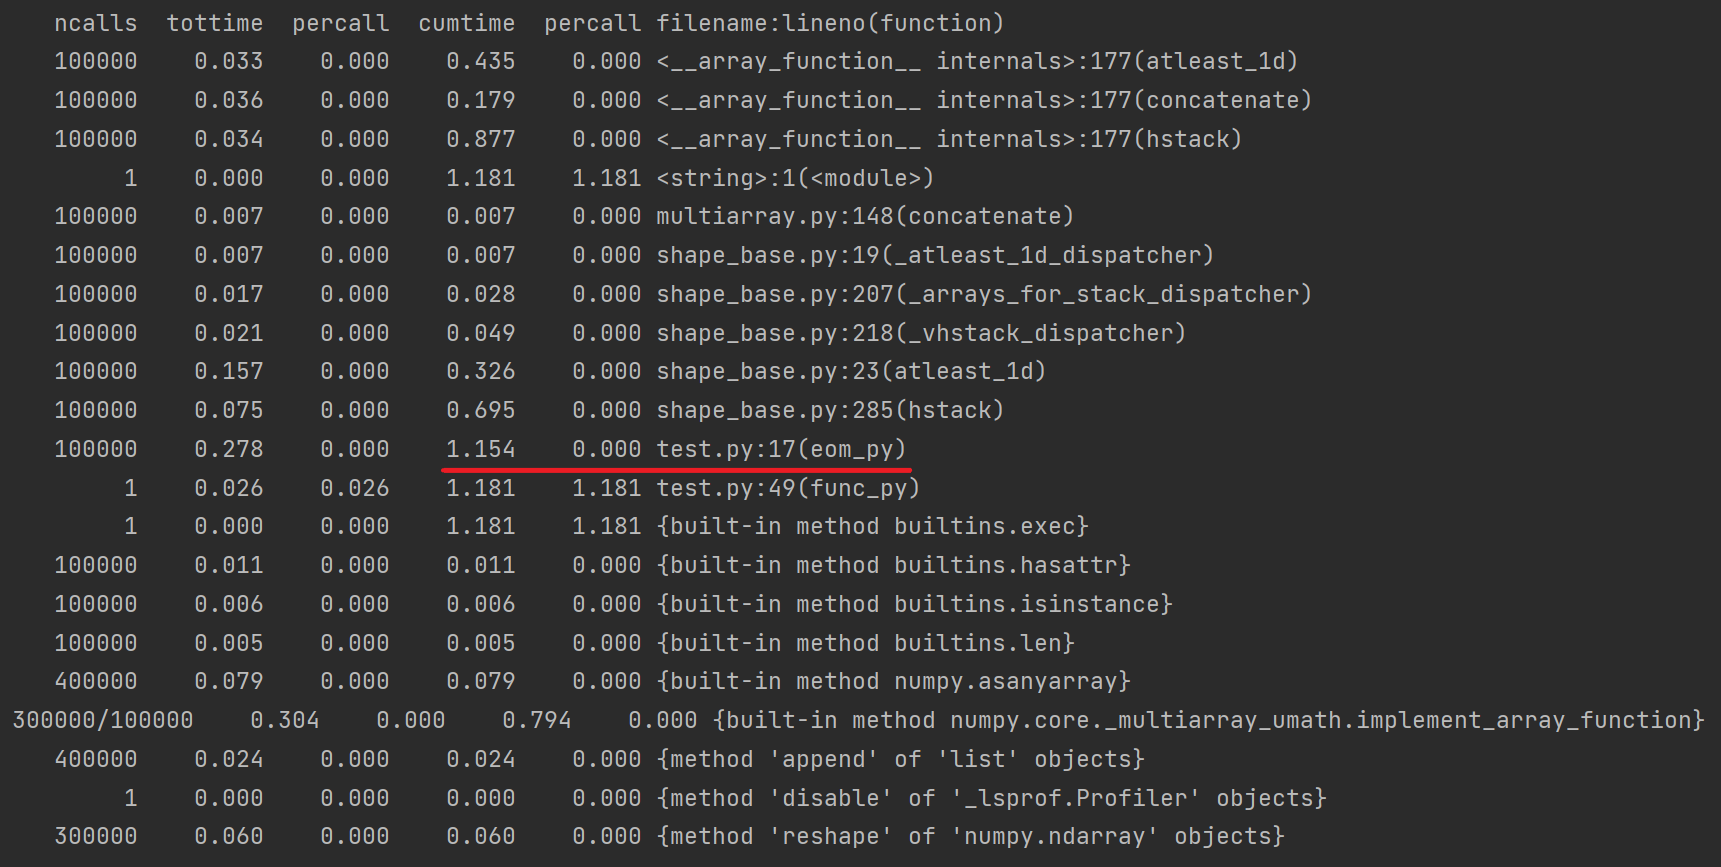 ncalls  tottime  percall  cumtime  percall filename:lineno(function)
100000    0.033    0.000    0.435    0.000 <__array_function__ internals>:177(atleast_1d)
100000    0.036    0.000    0.179    0.000 <__array_function__ internals>:177(concatenate)
100000    0.034    0.000    0.877    0.000 <__array_function__ internals>:177(hstack)
1    0.000    0.000    1.181    1.181 <string>:1(<module>)
100000    0.007    0.000    0.007    0.000 multiarray.py:148(concatenate)
100000    0.007    0.000    0.007    0.000 shape_base.py:19(_atleast_1d_dispatcher)
100000    0.017    0.000    0.028    0.000 shape_base.py:207(_arrays_for_stack_dispatcher)
100000    0.021    0.000    0.049    0.000 shape_base.py:218(_vhstack_dispatcher)
100000    0.157    0.000    0.326    0.000 shape_base.py:23(atleast_1d)
100000    0.075    0.000    0.695    0.000 shape_base.py:285(hstack)
100000    0.278    0.000    1.154    0.000 test.py:17(eom_py)
1    0.026    0.026    1.181    1.181 test.py:49(func_py)
1    0.000    0.000    1.181    1.181 {built-in method builtins.exec}
100000    0.011    0.000    0.011    0.000 {built-in method builtins.hasattr}
100000    0.006    0.000    0.006    0.000 {built-in method builtins.isinstance}
100000    0.005    0.000    0.005    0.000 {built-in method builtins.len}
400000    0.079    0.000    0.079    0.000 {built-in method numpy.asanyarray}
300000/100000    0.304    0.000    0.794    0.000 {built-in method numpy.core._multiarray_umath.implement_array_function}
400000    0.024    0.000    0.024    0.000 {method 'append' of 'list' objects}
1    0.000    0.000    0.000    0.000 {method 'disable' of '_lsprof.Profiler' objects}
300000    0.060    0.000    0.060    0.000 {method 'reshape' of 'numpy.ndarray' objects}